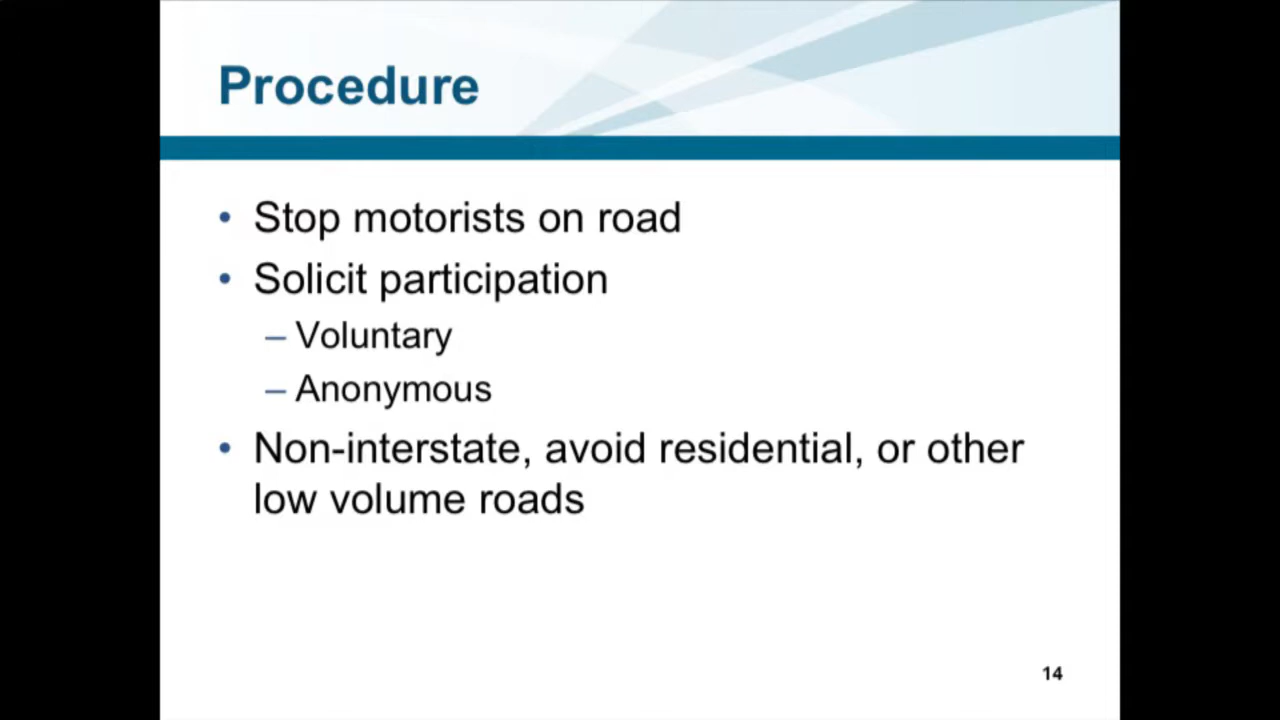 Procedure
• Stop motorists on road
• Solicit participation
– Voluntary
– Anonymous
• Non-interstate, avoid residential, or other
low volume roads
14